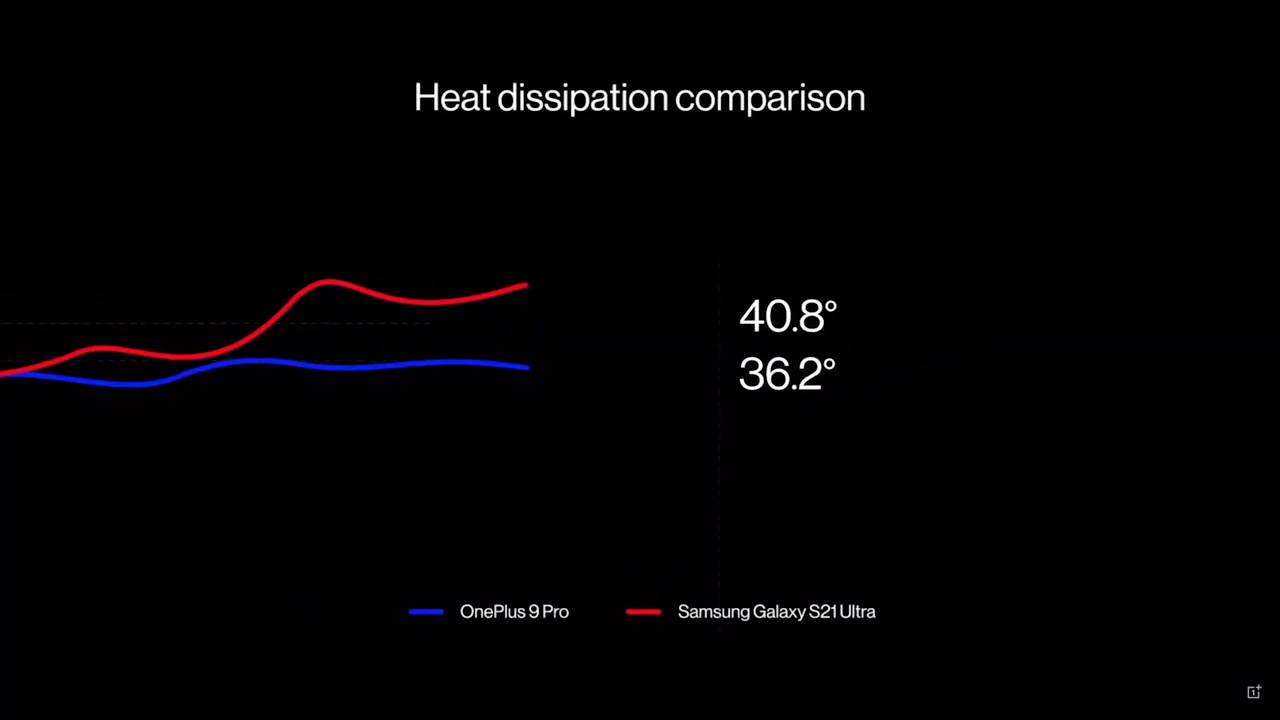 Heat dissipation comparison
40.8°
36.2°
OnePlus 9 Pro
Samsung Galaxy S21 Ultra